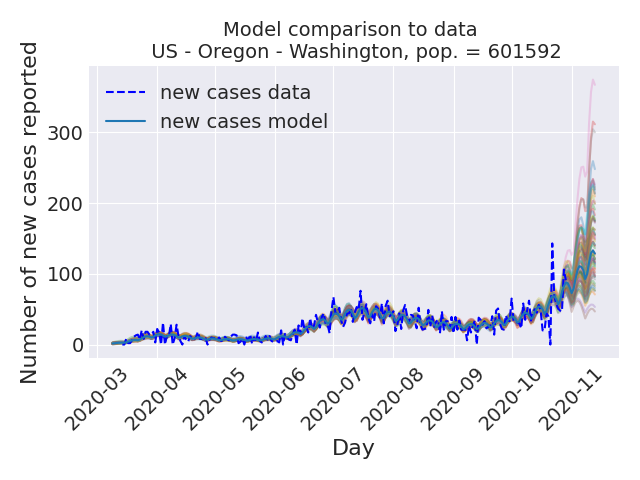 Model comparison to data
US - Oregon - Washington, pop. = 601592
Number of new cases reported
new cases data
new cases model
300
200
100
0
2020-03
2020-04
2020-05
2020-06
2020-07
2020-08
2020-09
2020-10
2020-11
Day